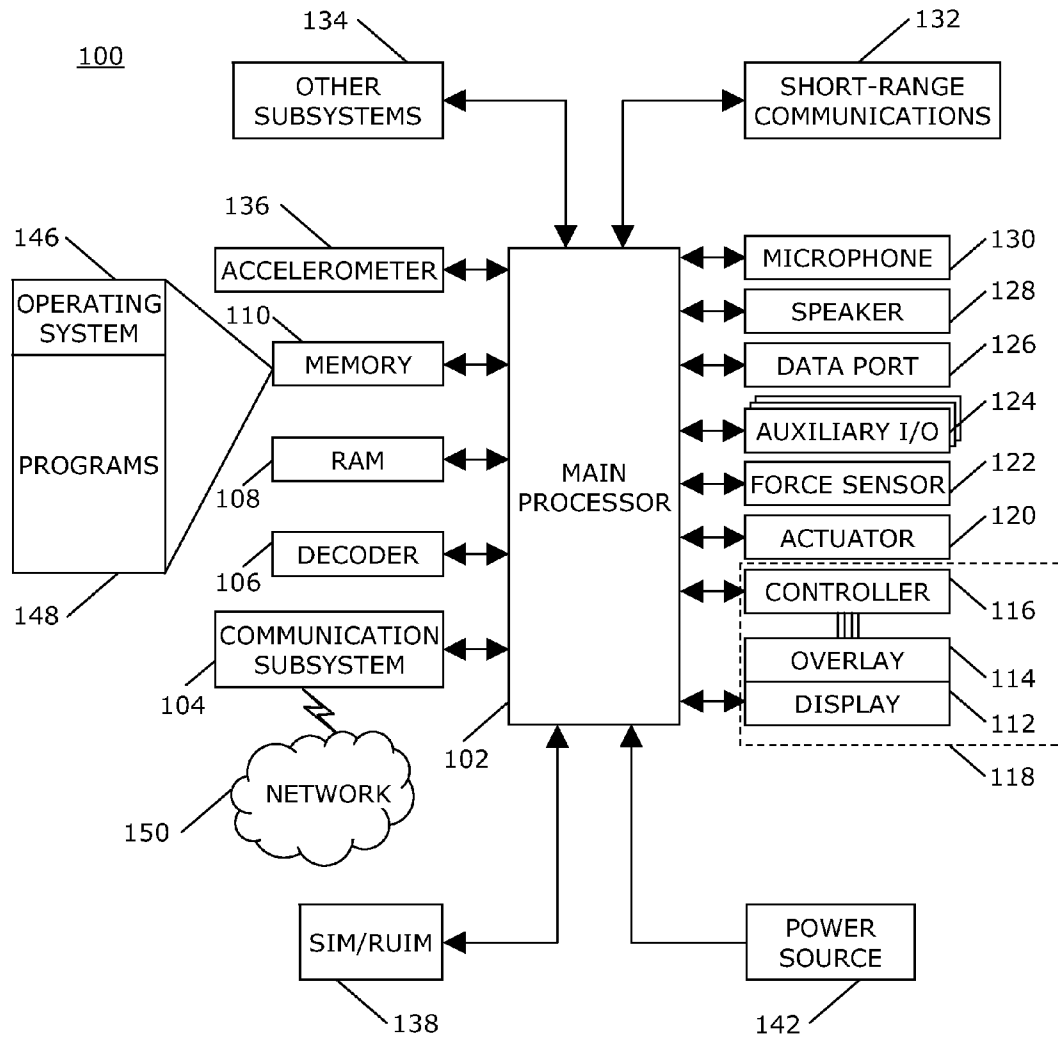 134
132
100
OTHER
SUBSYSTEMS
SHORT-RANGE
COMMUNICATIONS
136
146
ACCELEROMETER
MICROPHONE
130
OPERATING
SYSTEM
110
SPEAKER
128
MEMORY
DATA PORT
126
AUXILIARY I/O
124
PROGRAMS
RAM
108
MAIN
PROCESSOR
FORCE SENSOR
122
DECODER
106
ACTUATOR
120
148
CONTROLLER
116
COMMUNICATION
SUBSYSTEM
104
OVERLAY
114
DISPLAY
112
102
118
NETWORK
150
SIM/RUIM
138
POWER
SOURCE
142